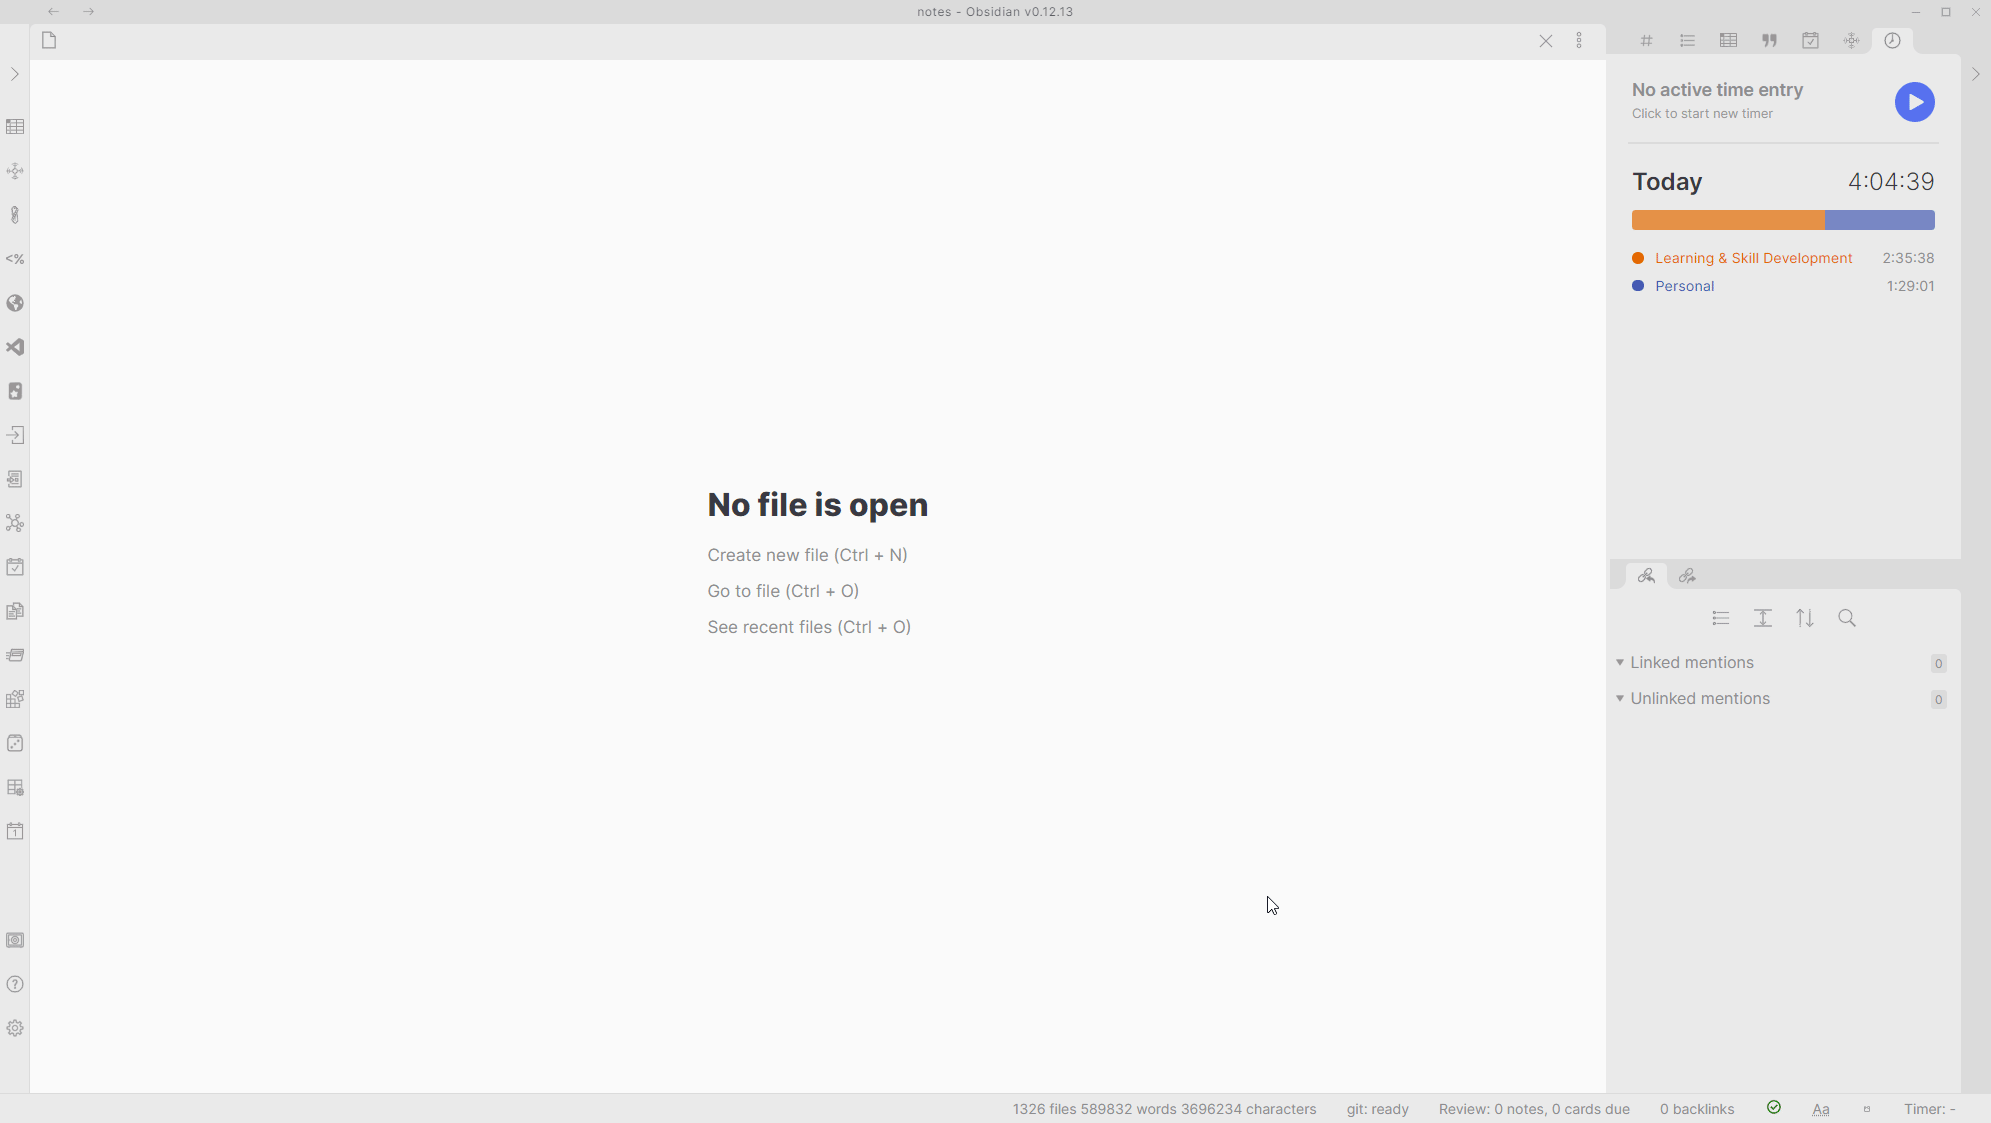 notes - Obsidian v0.12.13
No active time entry
Click to start new timer
Today 4:04:39
Learning & Skill Development 2:35:38
Personal 1:29:01
<%
No file is open
Create new file (Ctrl + N)
Go to file (Ctrl + O)
See recent files (Ctrl + O)
Linked mentions 0
Unlinked mentions 0
1
1326 files 589832 words 3696234 characters git: ready Review: 0 notes, 0 cards due 0 backlinks Aa Timer: -